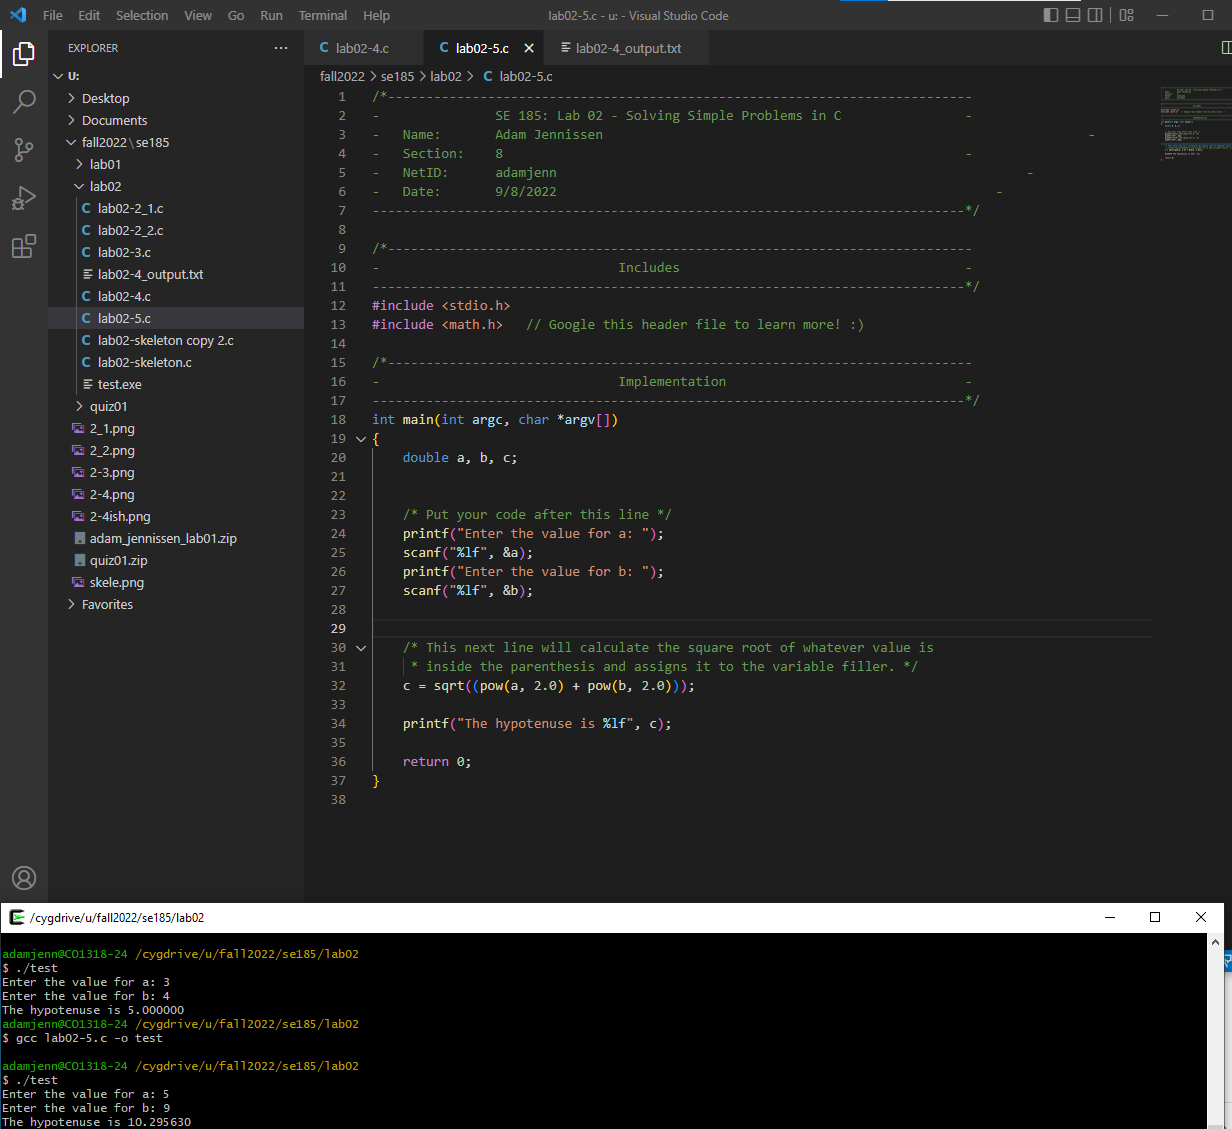 File Edit Selection View Go Run Terminal Help
lab02-5.c - u: - Visual Studio Code
EXPLORER ···
U:
Desktop
Documents
fall2022\se185
lab01
lab02
C lab02-2_1.c
C lab02-2_2.c
C lab02-3.c
lab02-4_output.txt
C lab02-4.c
C lab02-5.c
C lab02-skeleton copy 2.c
C lab02-skeleton.c
test.exe
quiz01
2_1.png
2_2.png
2-3.png
2-4.png
2-4ish.png
adam_jennissen_lab01.zip
quiz01.zip
skele.png
Favorites
C lab02-4.c C lab02-5.c × lab02-4_output.txt
fall2022 > se185 > lab02 > C lab02-5.c
1 /*----------------------------------------------------------------------------
2 - SE 185: Lab 02 - Solving Simple Problems in C -
3 - Name: Adam Jennissen -
4 - Section: 8 -
5 - NetID: adamjenn -
6 - Date: 9/8/2022 -
7 -----------------------------------------------------------------------------*/
8
9 /*----------------------------------------------------------------------------
10 - Includes -
11 -----------------------------------------------------------------------------*/
12 #include <stdio.h>
13 #include <math.h> // Google this header file to learn more! :)
14
15 /*----------------------------------------------------------------------------
16 - Implementation -
17 -----------------------------------------------------------------------------*/
18 int main(int argc, char *argv[])
19 {
20 double a, b, c;
21
22
23 /* Put your code after this line */
24 printf("Enter the value for a: ");
25 scanf("%lf", &a);
26 printf("Enter the value for b: ");
27 scanf("%lf", &b);
28
29
30 /* This next line will calculate the square root of whatever value is
31 * inside the parenthesis and assigns it to the variable filler. */
32 c = sqrt((pow(a, 2.0) + pow(b, 2.0)));
33
34 printf("The hypotenuse is %lf", c);
35
36 return 0;
37 }
38
/cygdrive/u/fall2022/se185/lab02
adamjenn@CO1318-24 /cygdrive/u/fall2022/se185/lab02
$ ./test
Enter the value for a: 3
Enter the value for b: 4
The hypotenuse is 5.000000
adamjenn@CO1318-24 /cygdrive/u/fall2022/se185/lab02
$ gcc lab02-5.c -o test
adamjenn@CO1318-24 /cygdrive/u/fall2022/se185/lab02
$ ./test
Enter the value for a: 5
Enter the value for b: 9
The hypotenuse is 10.295630